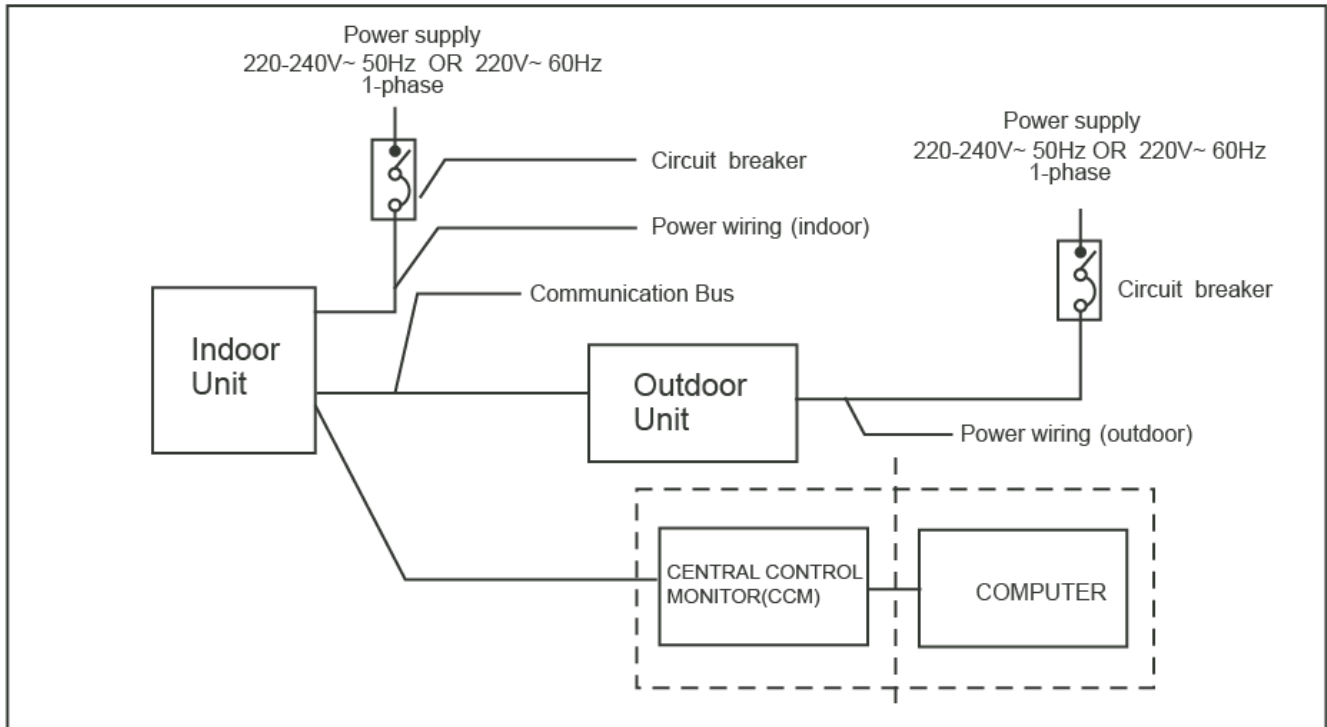 Power supply
220-240V~ 50Hz OR 220V~ 60Hz
1-phase
Circuit breaker
Power wiring (indoor)
Communication Bus
Indoor
Unit
Power supply
220-240V~ 50Hz OR 220V~ 60Hz
1-phase
Circuit breaker
Outdoor
Unit
Power wiring (outdoor)
CENTRAL CONTROL
MONITOR(CCM)
COMPUTER